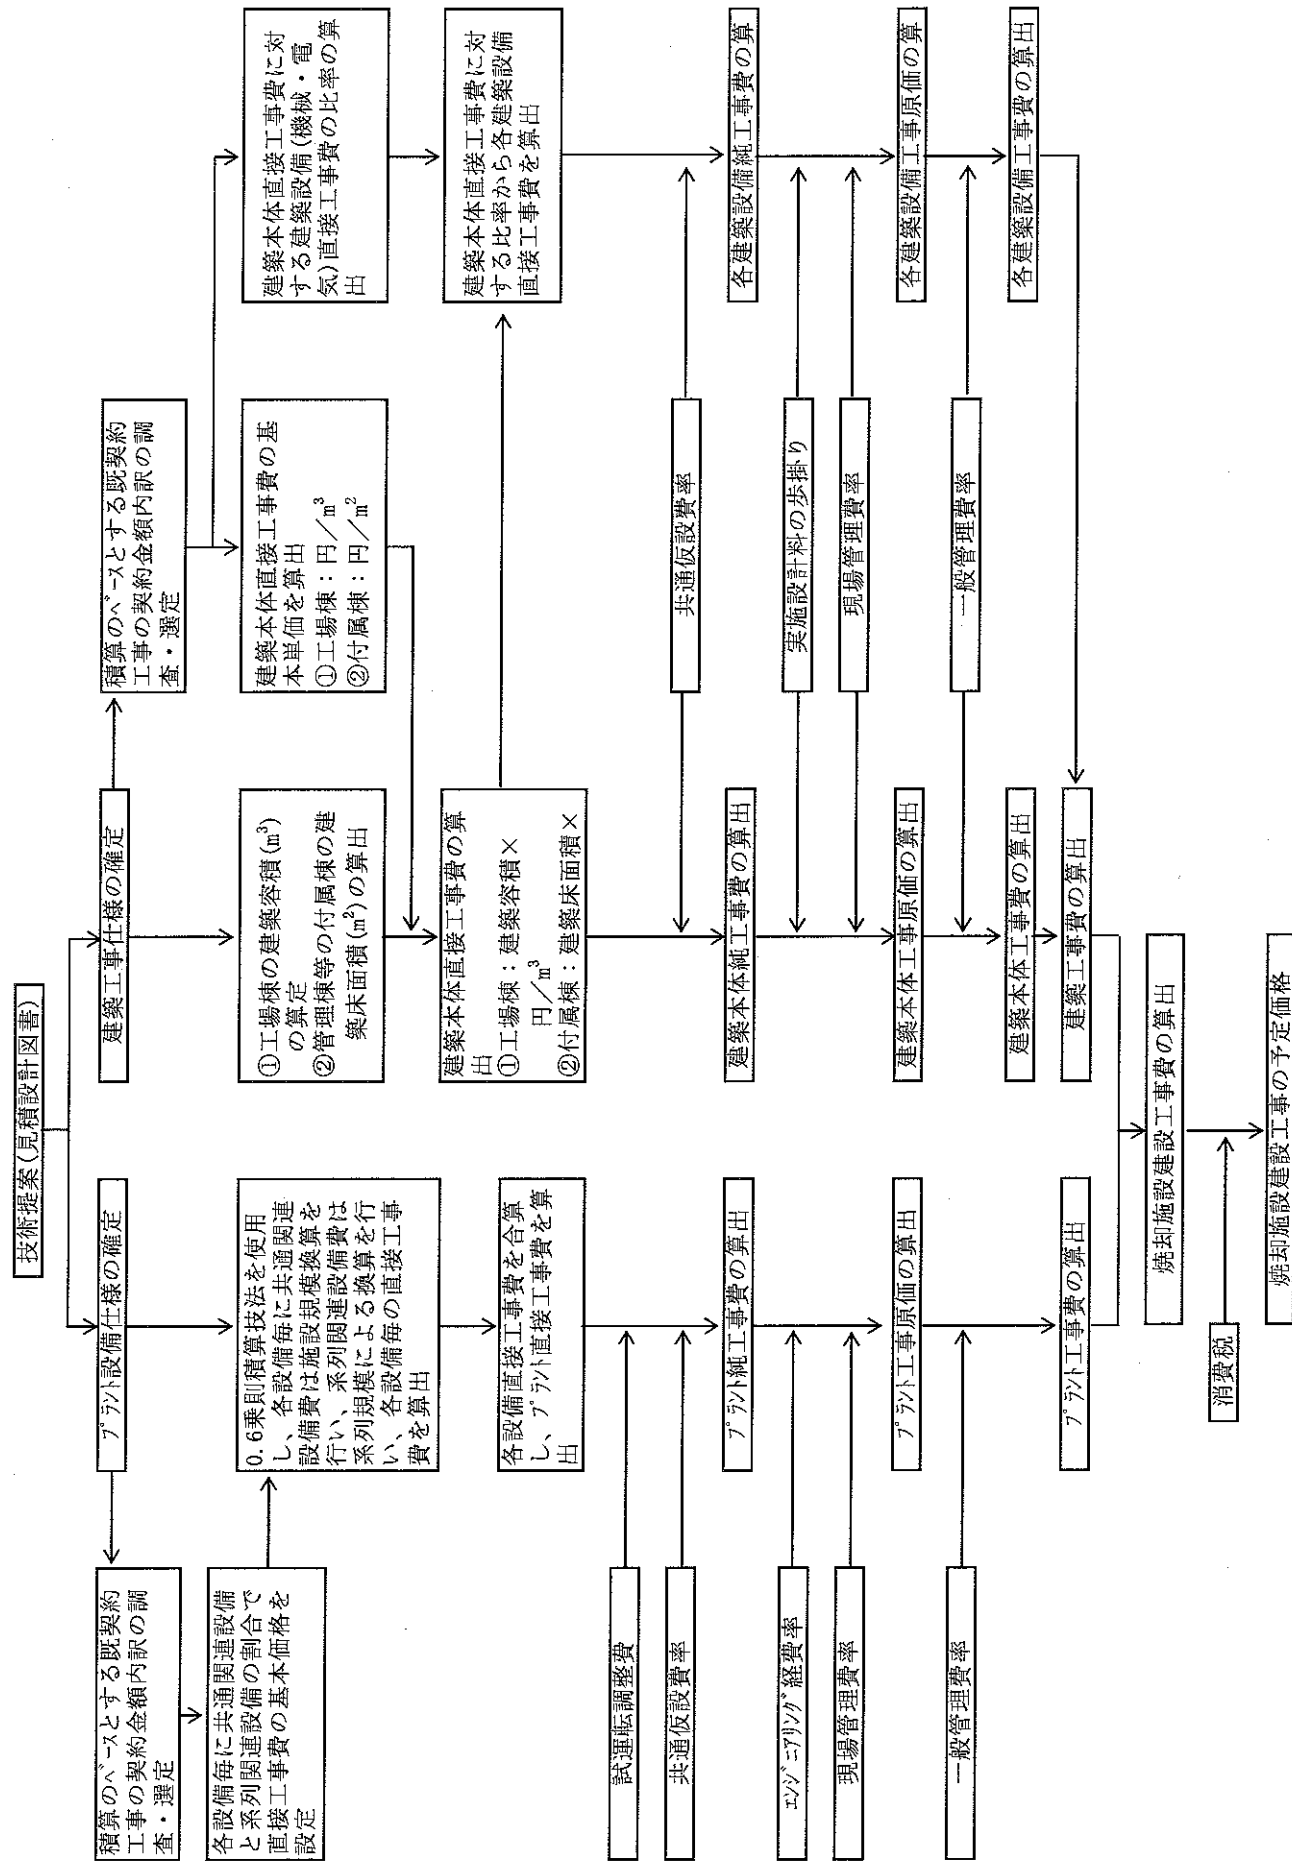 技術提案(見積設計図書)
プラント設備仕様の確定
建築工事仕様の確定
積算のベースとする既契約
工事の契約金額内訳の調
査・選定
各設備毎に共通関連設備
と系列関連設備の割合で
直接工事費の基本価格を
設定
0.6乗則積算技法を使用
し、各設備毎に共通関連
設備費は施設規模換算を
行い、系列関連設備費は
系列規模による換算を行
い、各設備毎の直接工事
費を算出
各設備直接工事費を合算
し、プラント直接工事費を算
出
試運転調整費
共通仮設費率
プラント純工事費の算出
エンジニアリング経費率
現場管理費率
プラント工事原価の算出
一般管理費率
プラント工事費の算出
積算のベースとする既契約
工事の契約金額内訳の調
査・選定
①工場棟の建築容積(m³)
の算定
②管理棟等の付属棟の建
築床面積(m²)の算出
建築本体直接工事費の基
本単価を算出
①工場棟：円／m³
②付属棟：円／m²
建築本体直接工事費に対
する建築設備(機械・電
気)直接工事費の比率の算
出
建築本体直接工事費の算
出
①工場棟：建築容積×
円／m³
②付属棟：建築床面積×
建築本体直接工事費に対
する比率から各建築設備
直接工事費を算出
共通仮設費率
建築本体純工事費の算出
各建築設備純工事費の算
実施設計料の歩掛り
現場管理費率
建築本体工事原価の算出
各建築設備工事原価の算
一般管理費率
建築本体工事費の算出
各建築設備工事費の算出
建築工事費の算出
焼却施設建設工事費の算出
消費税
焼却施設建設工事の予定価格